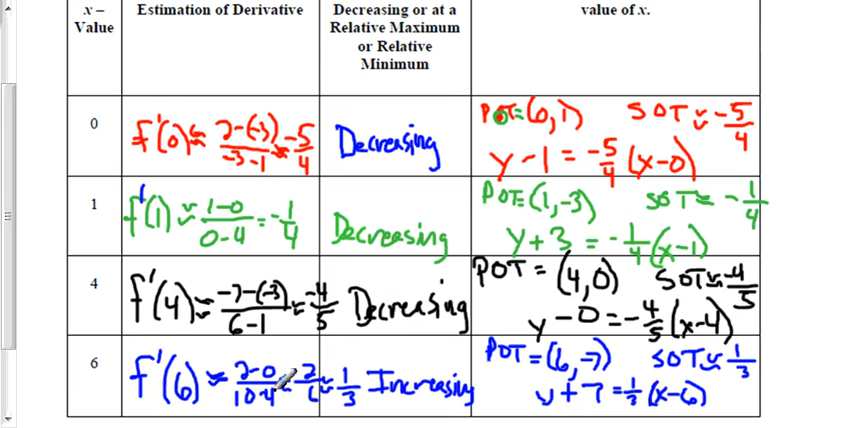 x – Value
Estimation of Derivative
Decreasing or at a Relative Maximum or Relative Minimum
value of x.
0
f'(0) ≈ 2-(-3) / -3-1 ≈ -5/4
Decreasing
POT = (0, 1) SOT ≈ -5/4
y - 1 = -5/4 (x - 0)
1
f'(1) ≈ 1-0 / 0-4 = -1/4
Decreasing
POT = (1, -3) SOT ≈ -1/4
y + 3 = -1/4 (x - 1)
4
f'(4) ≈ -7-(-3) / 6-1 ≈ -4/5
Decreasing
POT = (4, 0) SOT ≈ -4/5
y - 0 = -4/5 (x - 4)
6
f'(6) ≈ 2-0 / 10-4 = 2/6 ≈ 1/3
Increasing
POT = (6, -7) SOT ≈ 1/3
y + 7 = 1/3 (x - 6)